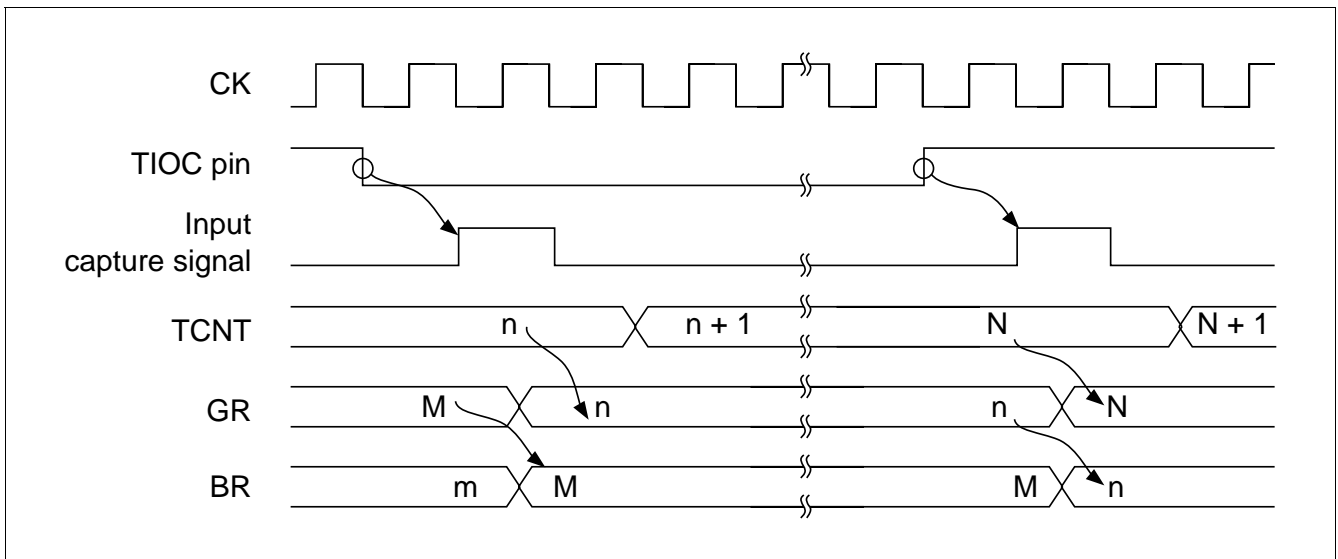 CK
TIOC pin
Input
capture signal
TCNT n n + 1 N N + 1
GR M n n N
BR m M M n